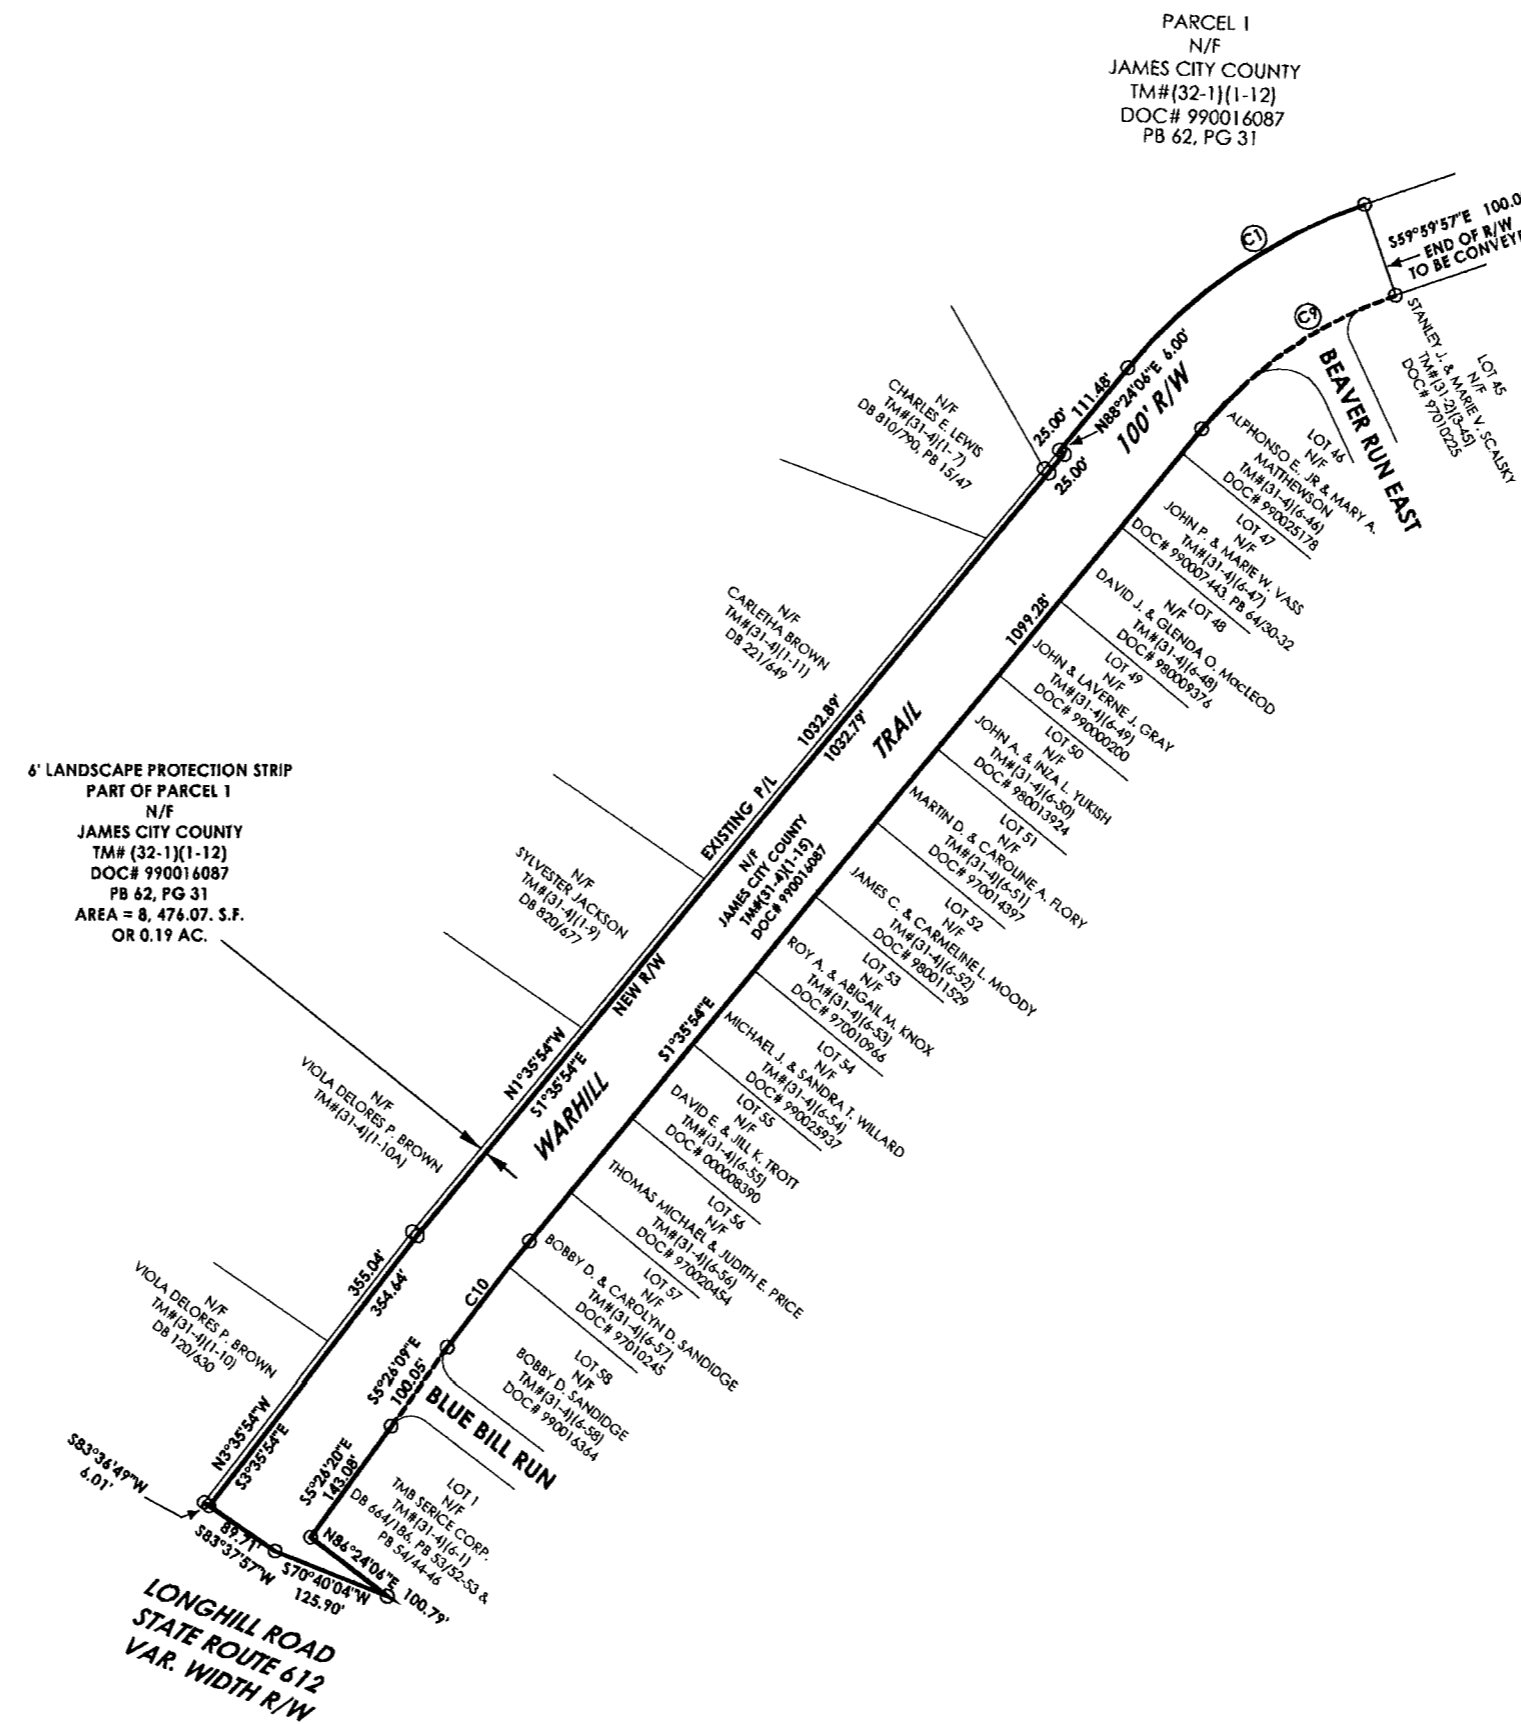 PARCEL 1
N/F
JAMES CITY COUNTY
TM#(32-1)(1-12)
DOC# 990016087
PB 62, PG 31
C1
S59°59'57"E 100.0
END OF R/W
TO BE CONVEYE
C9
LOT 45
N/F
STANLEY J. & MARIE V. SCALSKY
TM#(31-2)(3-45)
DOC# 97010225
BEAVER RUN EAST
N88°24'06"E 6.00'
111.48'
25.00'
25.00'
100' R/W
N/F
CHARLES E. LEWIS
TM#(31-4)(1-7)
DB 810/790, PB 15/47
LOT 46
N/F
ALPHONSO E., JR & MARY A.
MATTHEWSON
TM#(31-4)(6-46)
DOC# 990025178
LOT 47
N/F
JOHN P. & MARIE W. VASS
TM#(31-4)(6-47)
DOC# 990007443, PB 64/30-32
LOT 48
N/F
DAVID J. & GLENDA O. MacLEOD
TM#(31-4)(6-48)
DOC# 980009376
1099.28'
LOT 49
N/F
JOHN & LAVERNE J. GRAY
TM#(31-4)(6-49)
DOC# 990000200
N/F
CARLETHA BROWN
TM#(31-4)(1-11)
DB 221/649
1032.89'
1032.79'
TRAIL
LOT 50
N/F
JOHN A. & INZA L. YUKISH
TM#(31-4)(6-50)
DOC# 980013924
LOT 51
N/F
MARTIN D. & CAROLINE A. FLORY
TM#(31-4)(6-51)
DOC# 970014397
EXISTING P/L
N/F
JAMES CITY COUNTY
TM#(31-4)(1-15)
DOC# 990016087
6' LANDSCAPE PROTECTION STRIP
PART OF PARCEL 1
N/F
JAMES CITY COUNTY
TM# (32-1)(1-12)
DOC# 990016087
PB 62, PG 31
AREA = 8, 476.07. S.F.
OR 0.19 AC.
N/F
SYLVESTER JACKSON
TM#(31-4)(1-9)
DB 820/677
LOT 52
N/F
JAMES C. & CARMELINE L. MOODY
TM#(31-4)(6-52)
DOC# 980011529
LOT 53
N/F
ROY A. & ABIGAIL M. KNOX
TM#(31-4)(6-53)
DOC# 970010966
NEW R/W
N1°35'54"W
S1°35'54"E
S1°35'54"E
WARHILL
LOT 54
N/F
MICHAEL J. & SANDRA T. WILLARD
TM#(31-4)(6-54)
DOC# 990025937
LOT 55
N/F
DAVID E. & JILL K. TROTT
TM#(31-4)(6-55)
DOC# 000008390
N/F
VIOLA DELORES P. BROWN
TM#(31-4)(1-10A)
LOT 56
N/F
THOMAS MICHAEL & JUDITH E. PRICE
TM#(31-4)(6-56)
DOC# 970020454
LOT 57
N/F
BOBBY D. & CAROLYN D. SANDIDGE
TM#(31-4)(6-57)
DOC# 97010245
C10
355.04'
354.64'
N/F
VIOLA DELORES P. BROWN
TM#(31-4)(1-10)
DB 120/630
LOT 58
N/F
BOBBY D. SANDIDGE
TM#(31-4)(6-58)
DOC# 990016364
S5°26'09"E
100.05'
BLUE BILL RUN
N3°35'54"W
S3°35'54"E
S5°26'20"E
143.08'
LOT 1
N/F
TMB SERICE CORP.
TM#(31-4)(6-1)
DB 664/186, PB 53/52-53 &
PB 54/44-46
S83°36'49"W
6.01'
89.71'
S83°37'57"W
S70°40'04"W
125.90'
N86°24'06"E 100.79'
LONGHILL ROAD
STATE ROUTE 612
VAR. WIDTH R/W